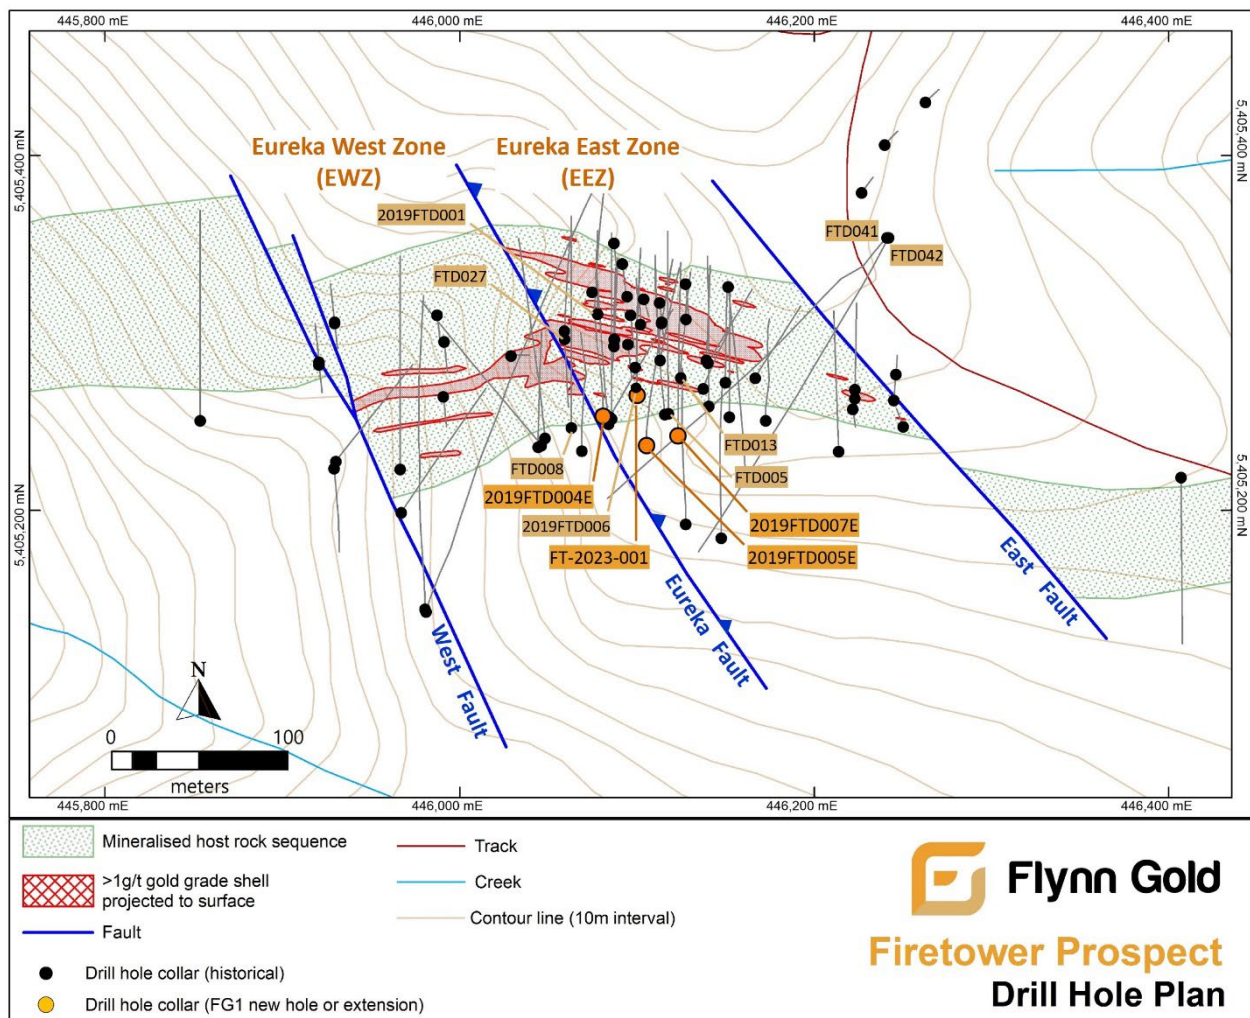 445,800 mE
446,000 mE
446,200 mE
446,400 mE
5,405,400 mN
5,405,400 mN
Eureka West Zone
(EWZ)
Eureka East Zone
(EEZ)
2019FTD001
FTD041
FTD042
FTD027
FTD013
FTD008
FTD005
2019FTD004E
2019FTD006
2019FTD007E
FT-2023-001
2019FTD005E
5,405,200 mN
5,405,200 mN
West Fault
Eureka Fault
East Fault
N
0 100
meters
445,800 mE
446,000 mE
446,200 mE
446,400 mE
Mineralised host rock sequence
>1g/t gold grade shell
projected to surface
Fault
Drill hole collar (historical)
Drill hole collar (FG1 new hole or extension)
Track
Creek
Contour line (10m interval)
Flynn Gold
Firetower Prospect
Drill Hole Plan